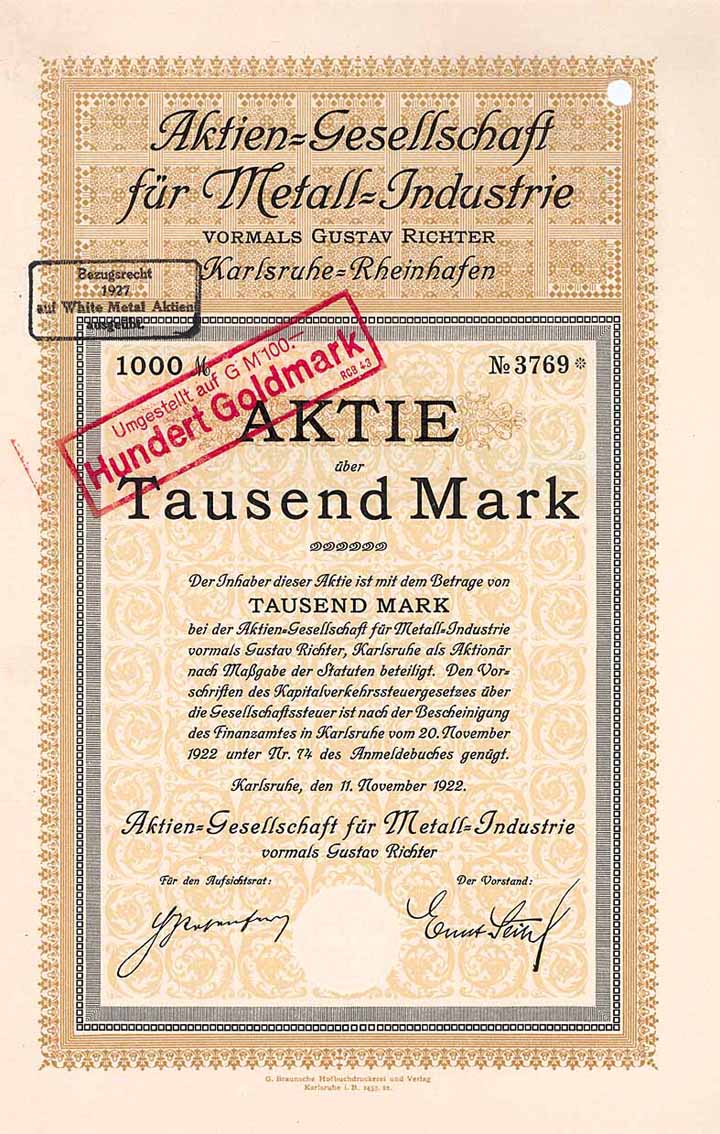 Aktien=Gesellschaft
für Metall=Industrie
VORMALS GUSTAV RICHTER
Karlsruhe=Rheinhafen
Bezugsrecht
1927
auf White Metal Aktien
ausgeübt.
1000 M
No 3769 *
Umgestellt auf GM 100.—
Hundert Goldmark
RGB 43
AKTIE
über
Tausend Mark
Der Inhaber dieser Aktie ist mit dem Betrage von
TAUSEND MARK
bei der Aktien=Gesellschaft für Metall=Industrie
vormals Gustav Richter, Karlsruhe als Aktionär
nach Maßgabe der Statuten beteiligt. Den Vor=
schriften des Kapitalverkehrssteuergesetzes über
die Gesellschaftssteuer ist nach der Bescheinigung
des Finanzamtes in Karlsruhe vom 20. November
1922 unter Nr. 74 des Anmeldebuches genügt.
Karlsruhe, den 11. November 1922.
Aktien=Gesellschaft für Metall=Industrie
vormals Gustav Richter
Für den Aufsichtsrat:
Der Vorstand:
G. Braunsche Hofbuchdruckerei und Verlag
Karlsruhe i. B. 1457. 22.